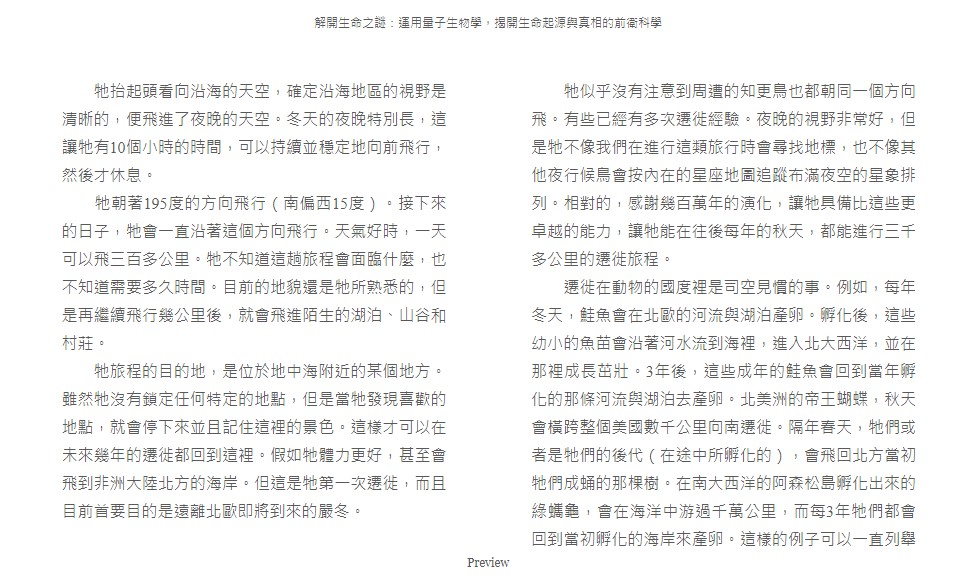 解開生命之謎：運用量子生物學，揭開生命起源與真相的前衛科學
牠抬起頭看向沿海的天空，確定沿海地區的視野是
清晰的，便飛進了夜晚的天空。冬天的夜晚特別長，這
讓牠有10個小時的時間，可以持續並穩定地向前飛行，
然後才休息。
牠朝著195度的方向飛行（南偏西15度）。接下來
的日子，牠會一直沿著這個方向飛行。天氣好時，一天
可以飛三百多公里。牠不知道這趟旅程會面臨什麼，也
不知道需要多久時間。目前的地貌還是牠所熟悉的，但
是再繼續飛行幾公里後，就會飛進陌生的湖泊、山谷和
村莊。
牠旅程的目的地，是位於地中海附近的某個地方。
雖然牠沒有鎖定任何特定的地點，但是當牠發現喜歡的
地點，就會停下來並且記住這裡的景色。這樣才可以在
未來幾年的遷徙都回到這裡。假如牠體力更好，甚至會
飛到非洲大陸北方的海岸。但這是牠第一次遷徙，而且
目前首要目的是遠離北歐即將到來的嚴冬。
牠似乎沒有注意到周遭的知更鳥也都朝同一個方向
飛。有些已經有多次遷徙經驗。夜晚的視野非常好，但
是牠不像我們在進行這類旅行時會尋找地標，也不像其
他夜行候鳥會按內在的星座地圖追蹤布滿夜空的星象排
列。相對的，感謝幾百萬年的演化，讓牠具備比這些更
卓越的能力，讓牠能在往後每年的秋天，都能進行三千
多公里的遷徙旅程。
遷徙在動物的國度裡是司空見慣的事。例如，每年
冬天，鮭魚會在北歐的河流與湖泊產卵。孵化後，這些
幼小的魚苗會沿著河水流到海裡，進入北大西洋，並在
那裡成長茁壯。3年後，這些成年的鮭魚會回到當年孵
化的那條河流與湖泊去產卵。北美洲的帝王蝴蝶，秋天
會橫跨整個美國數千公里向南遷徙。隔年春天，牠們或
者是牠們的後代（在途中所孵化的），會飛回北方當初
牠們成蛹的那棵樹。在南大西洋的阿森松島孵化出來的
綠蠵龜，會在海洋中游過千萬公里，而每3年牠們都會
回到當初孵化的海岸來產卵。這樣的例子可以一直列舉
Preview